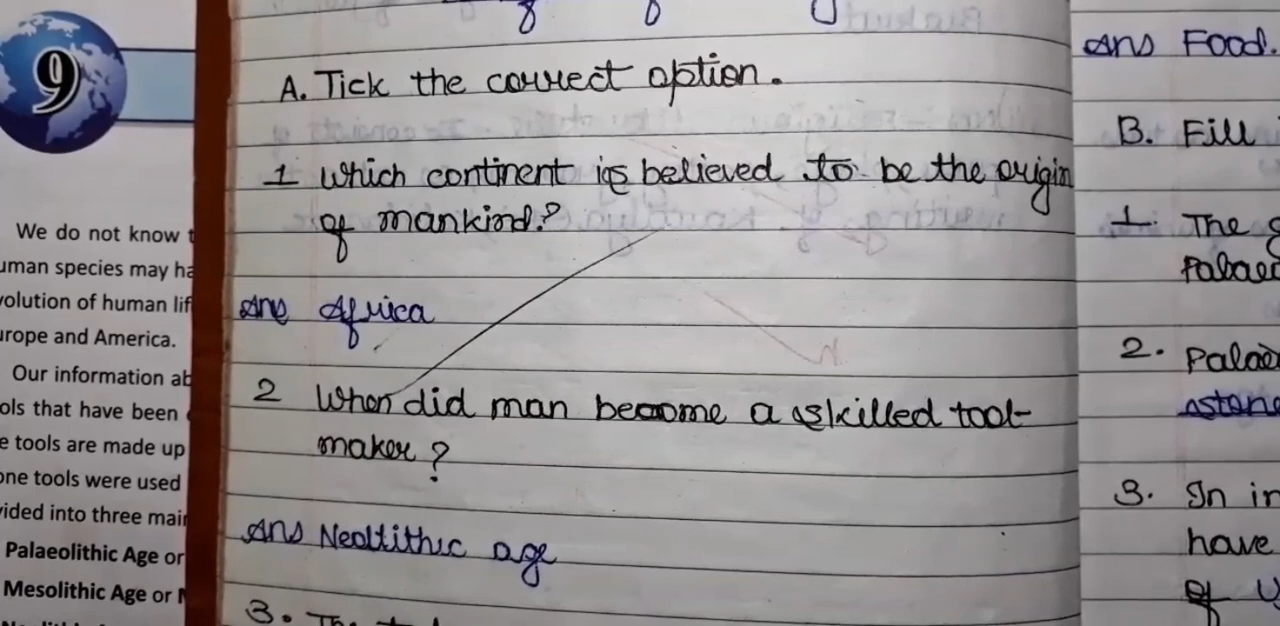 9
We do not know
uman species may ha
volution of human lif
urope and America.
Our information ab
ols that have been
e tools are made up
one tools were used
vided into three mai
Palaeolithic Age or
Mesolithic Age or
A. Tick the correct option.
1 Which continent is believed to be the origin
of mankind?
Ans Africa
2 When did man become a skilled tool-
maker?
Ans Neolithic age
3.
Ans Food.
B. Fill
1. The
Palae
2. Palae
3. In in
have
of